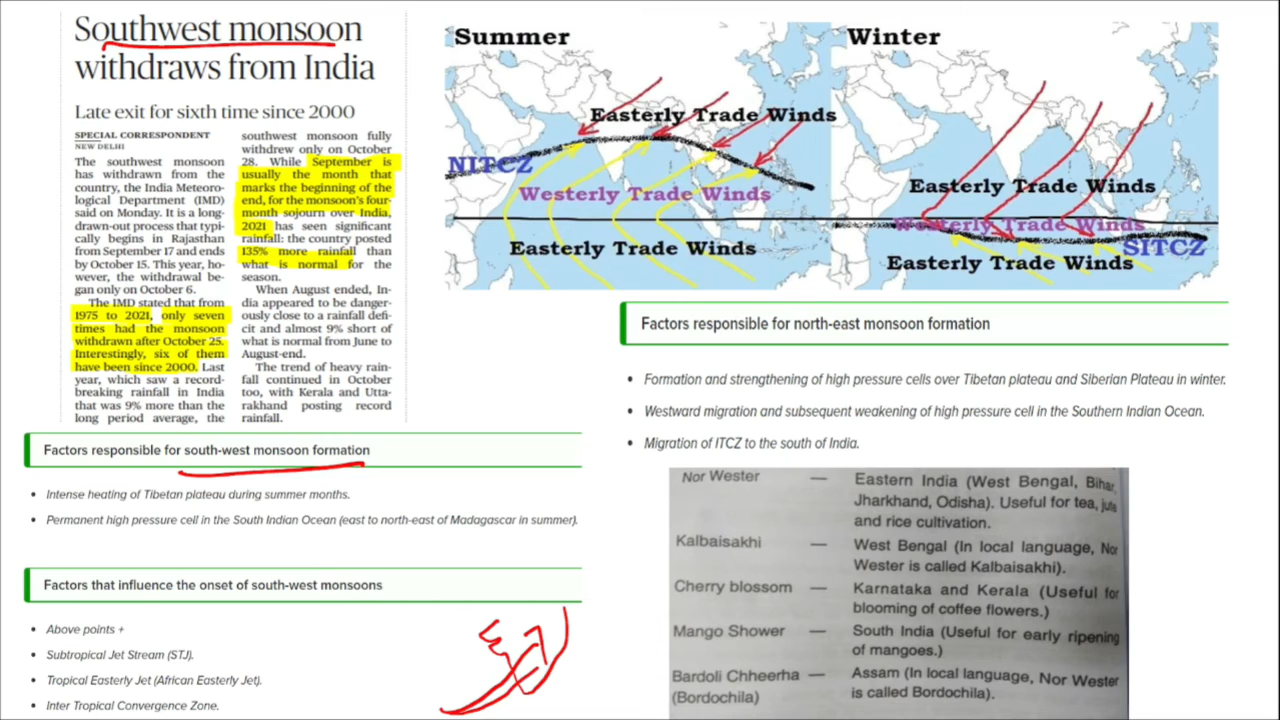 Southwest monsoon
withdraws from India
Late exit for sixth time since 2000
SPECIAL CORRESPONDENT
NEW DELHI
The southwest monsoon
has withdrawn from the
country, the India Meteoro-
logical Department (IMD)
said on Monday. It is a long-
drawn-out process that typi-
cally begins in Rajasthan
from September 17 and ends
by October 15. This year, ho-
wever, the withdrawal be-
gan only on October 6.
The IMD stated that from
1975 to 2021, only seven
times had the monsoon
withdrawn after October 25.
Interestingly, six of them
have been since 2000. Last
year, which saw a record-
breaking rainfall in India
that was 9% more than the
long period average, the
southwest monsoon fully
withdrew only on October
28. While September is
usually the month that
marks the beginning of the
end, for the monsoon's four-
month sojourn over India,
2021 has seen significant
rainfall: the country posted
135% more rainfall than
what is normal for the
season.
When August ended, In-
dia appeared to be danger-
ously close to a rainfall defi-
cit and almost 9% short of
what is normal from June to
August-end.
The trend of heavy rain-
fall continued in October
too, with Kerala and Utta-
rakhand posting record
rainfall.
Summer
Easterly Trade Winds
NITCZ
Westerly Trade Winds
Easterly Trade Winds
Winter
Easterly Trade Winds
Westerly Trade Winds
SITCZ
Easterly Trade Winds
Factors responsible for south-west monsoon formation
• Intense heating of Tibetan plateau during summer months.
• Permanent high pressure cell in the South Indian Ocean (east to north-east of Madagascar in summer).
Factors that influence the onset of south-west monsoons
• Above points +
• Subtropical Jet Stream (STJ).
• Tropical Easterly Jet (African Easterly Jet).
• Inter Tropical Convergence Zone.
Factors responsible for north-east monsoon formation
• Formation and strengthening of high pressure cells over Tibetan plateau and Siberian Plateau in winter.
• Westward migration and subsequent weakening of high pressure cell in the Southern Indian Ocean.
• Migration of ITCZ to the south of India.
Nor Wester — Eastern India (West Bengal, Bihar,
Jharkhand, Odisha). Useful for tea, jute
and rice cultivation.
Kalbaisakhi — West Bengal (In local language, Nor
Wester is called Kalbaisakhi).
Cherry blossom — Karnataka and Kerala (Useful for
blooming of coffee flowers.)
Mango Shower — South India (Useful for early ripening
of mangoes.)
Bardoli Chheerha — Assam (In local language, Nor Wester
(Bordochila) is called Bordochila).